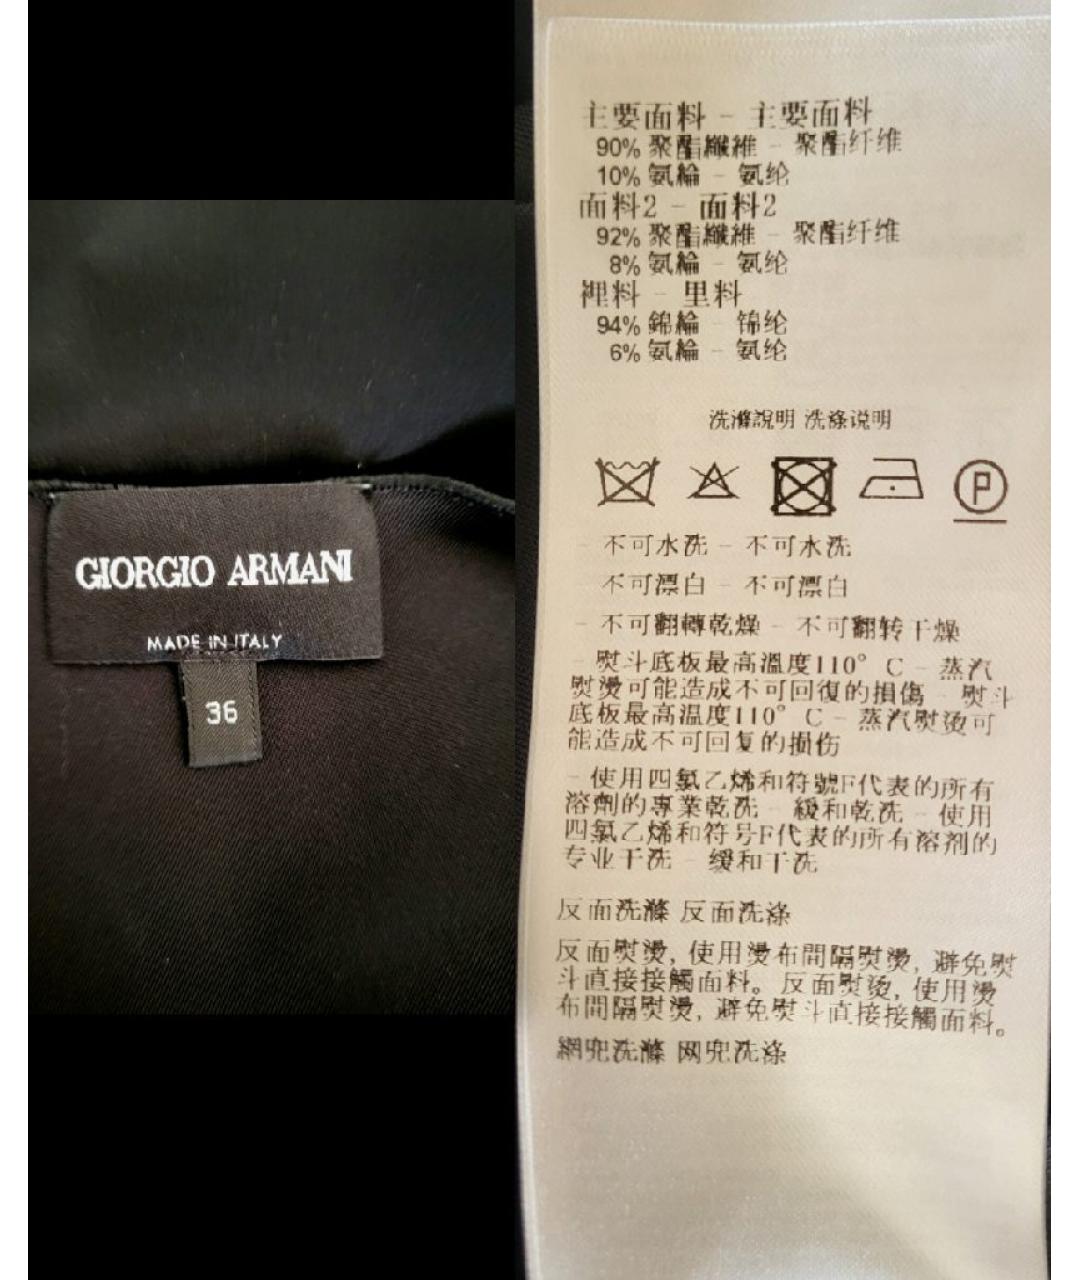 GIORGIO ARMANI
MADE IN ITALY
36
主要面料 - 主要面料
90% 聚酯纖維 - 聚酯纤维
10% 氨綸 - 氨纶
面料2 - 面料2
92% 聚酯纖維 - 聚酯纤维
8% 氨綸 - 氨纶
裡料 - 里料
94% 錦綸 - 锦纶
6% 氨綸 - 氨纶
洗滌說明 洗涤说明
P
- 不可水洗 - 不可水洗
不可漂白 - 不可漂白
- 不可翻轉乾燥 - 不可翻转干燥
- 熨斗底板最高溫度110° C - 蒸汽
熨燙可能造成不可回復的損傷 - 熨斗
底板最高温度110° C - 蒸汽熨烫可
能造成不可回复的损伤
- 使用四氯乙烯和符號F代表的所有
溶劑的專業乾洗 - 緩和乾洗 - 使用
四氯乙烯和符号F代表的所有溶剂的
专业干洗 - 缓和干洗
反面洗滌 反面洗涤
反面熨燙, 使用燙布間隔熨燙, 避免熨
斗直接接觸面料。反面熨烫, 使用烫
布間隔熨烫, 避免熨斗直接接觸面料。
網兜洗滌 网兜洗涤